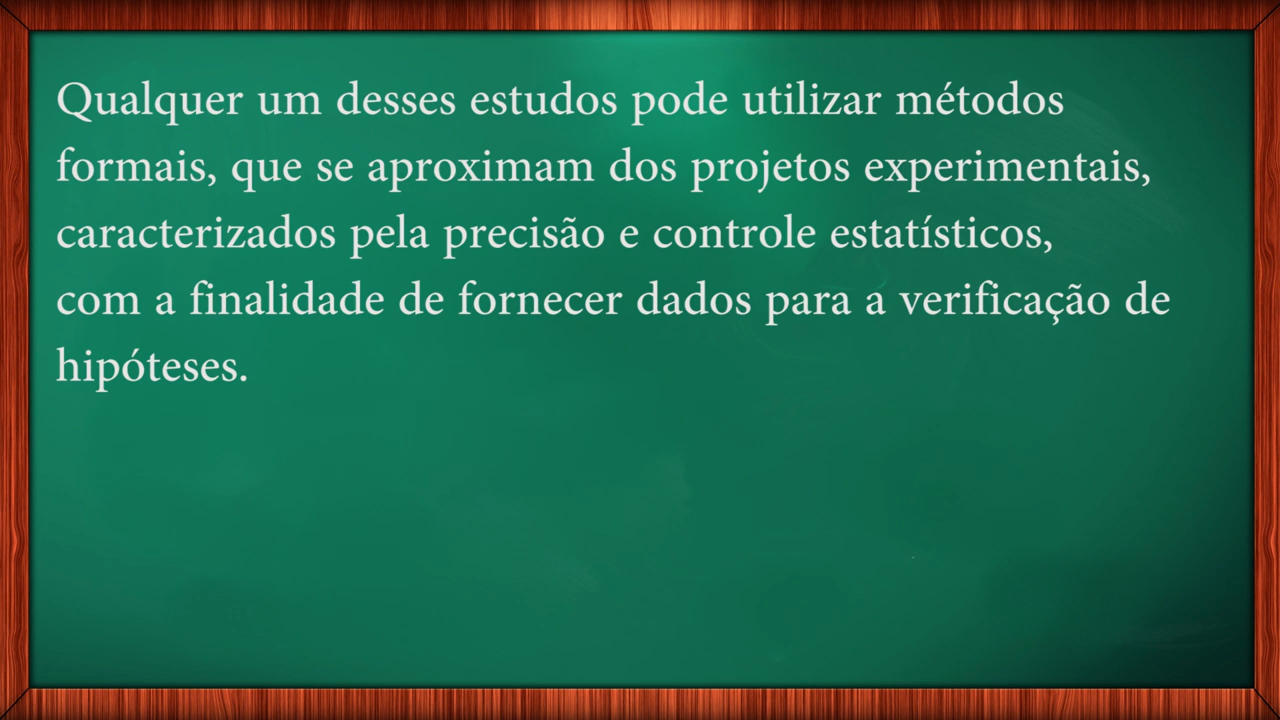 Qualquer um desses estudos pode utilizar métodos
formais, que se aproximam dos projetos experimentais,
caracterizados pela precisão e controle estatísticos,
com a finalidade de fornecer dados para a verificação de
hipóteses.